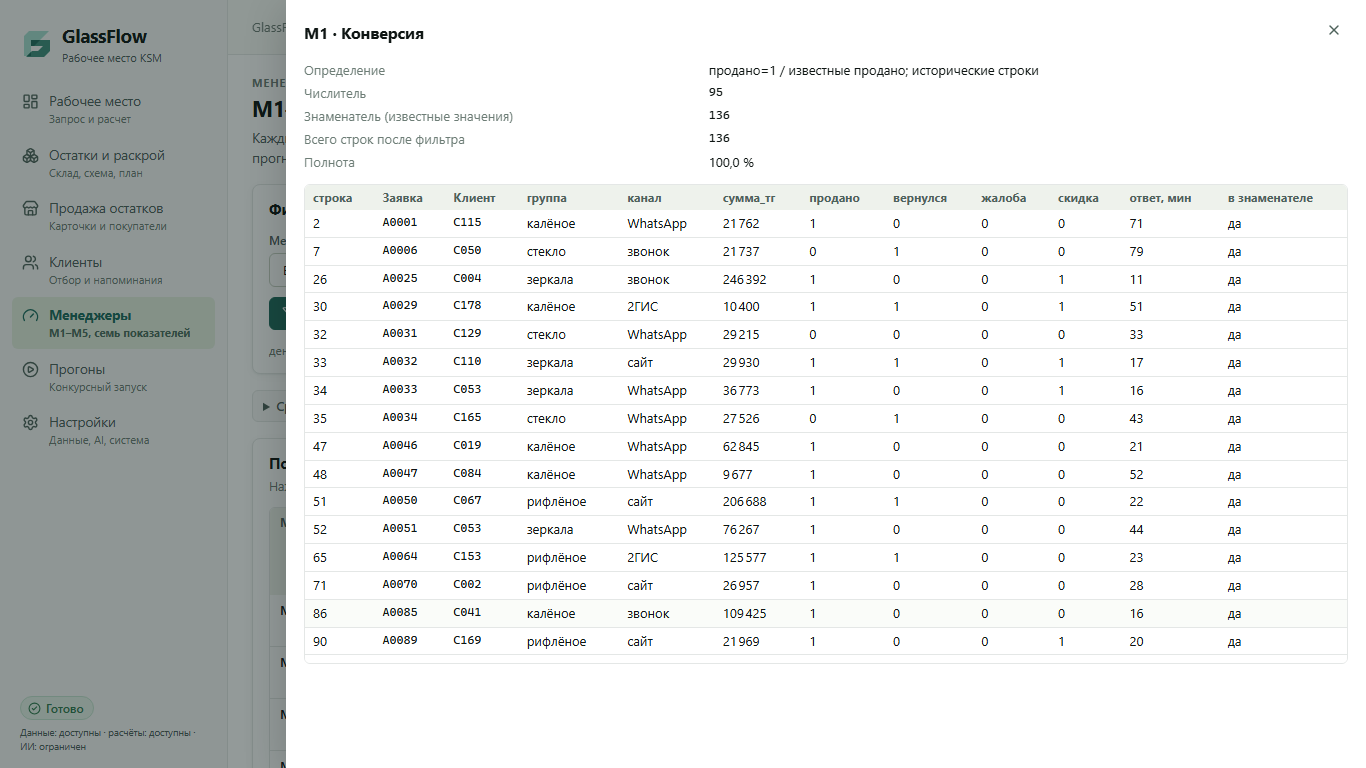 GlassFlow
Рабочее место KSM
Рабочее место
Запрос и расчет
Остатки и раскрой
Склад, схема, план
Продажа остатков
Карточки и покупатели
Клиенты
Отбор и напоминания
Менеджеры
М1–М5, семь показателей
Прогоны
Конкурсный запуск
Настройки
Данные, AI, система
Готово
Данные: доступны · расчёты: доступны ·
ИИ: ограничен
М1 · Конверсия
Определение продано=1 / известные продано; исторические строки
Числитель 95
Знаменатель (известные значения) 136
Всего строк после фильтра 136
Полнота 100,0 %
строка Заявка Клиент группа канал сумма_тг продано вернулся жалоба скидка ответ, мин в знаменателе
2 A0001 C115 калёное WhatsApp 21 762 1 0 0 0 71 да
7 A0006 C050 стекло звонок 21 737 0 1 0 0 79 да
26 A0025 C004 зеркала звонок 246 392 1 0 0 1 11 да
30 A0029 C178 калёное 2ГИС 10 400 1 1 0 1 51 да
32 A0031 C129 стекло WhatsApp 29 215 0 0 0 0 33 да
33 A0032 C110 зеркала сайт 29 930 1 1 0 1 17 да
34 A0033 C053 зеркала WhatsApp 36 773 1 0 0 1 16 да
35 A0034 C165 стекло WhatsApp 27 526 0 1 0 0 43 да
47 A0046 C019 калёное WhatsApp 62 845 1 0 0 0 21 да
48 A0047 C084 калёное WhatsApp 9 677 1 0 0 0 52 да
51 A0050 C067 рифлёное сайт 206 688 1 1 0 0 22 да
52 A0051 C053 зеркала WhatsApp 76 267 1 0 0 0 44 да
65 A0064 C153 рифлёное 2ГИС 125 577 1 1 0 0 23 да
71 A0070 C002 рифлёное сайт 26 957 1 0 0 0 28 да
86 A0085 C041 калёное звонок 109 425 1 0 0 0 16 да
90 A0089 C169 рифлёное сайт 21 969 1 0 0 1 20 да